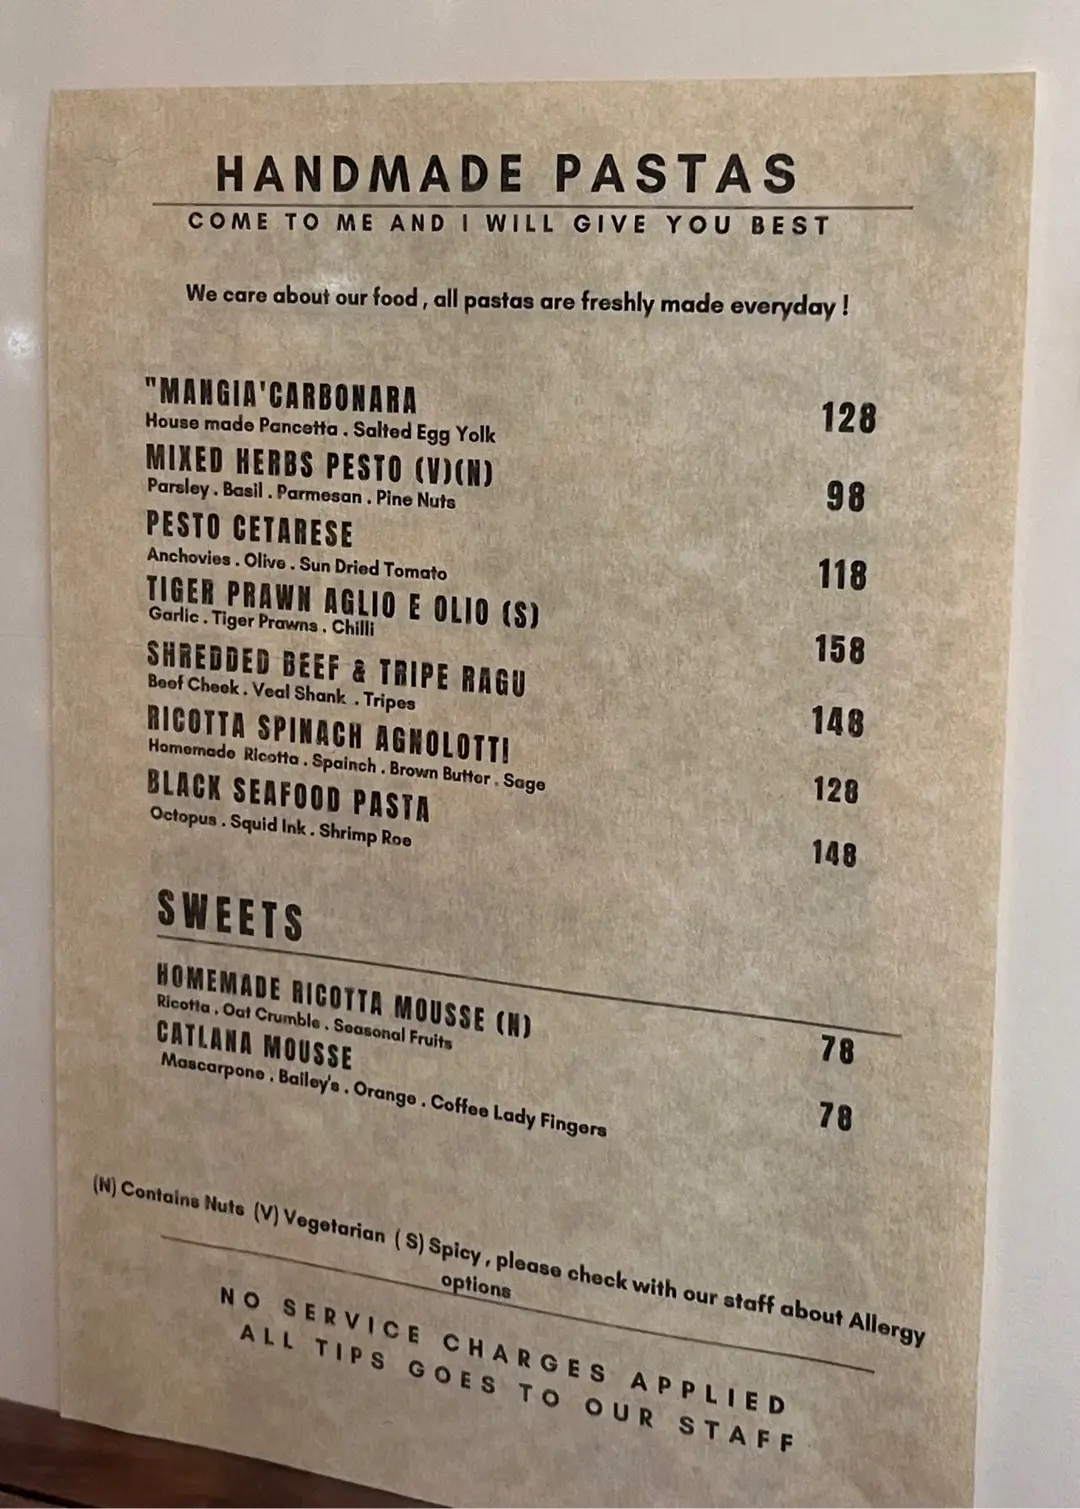 HANDMADE PASTAS
COME TO ME AND I WILL GIVE YOU BEST
We care about our food , all pastas are freshly made everyday !
"MANGIA'CARBONARA 128
House made Pancetta . Salted Egg Yolk
MIXED HERBS PESTO (V)(N) 98
Parsley . Basil . Parmesan . Pine Nuts
PESTO CETARESE 118
Anchovies . Olive . Sun Dried Tomato
TIGER PRAWN AGLIO E OLIO (S) 158
Garlic . Tiger Prawns . Chilli
SHREDDED BEEF & TRIPE RAGU 148
Beef Cheek . Veal Shank . Tripes
RICOTTA SPINACH AGNOLOTTI 128
Homemade Ricotta . Spainch . Brown Butter . Sage
BLACK SEAFOOD PASTA 148
Octopus . Squid Ink . Shrimp Roe
SWEETS
HOMEMADE RICOTTA MOUSSE (N) 78
Ricotta . Oat Crumble . Seasonal Fruits
CATLANA MOUSSE 78
Mascarpone . Bailey's . Orange . Coffee Lady Fingers
(N) Contains Nuts (V) Vegetarian ( S) Spicy , please check with our staff about Allergy
options
NO SERVICE CHARGES APPLIED
ALL TIPS GOES TO OUR STAFF